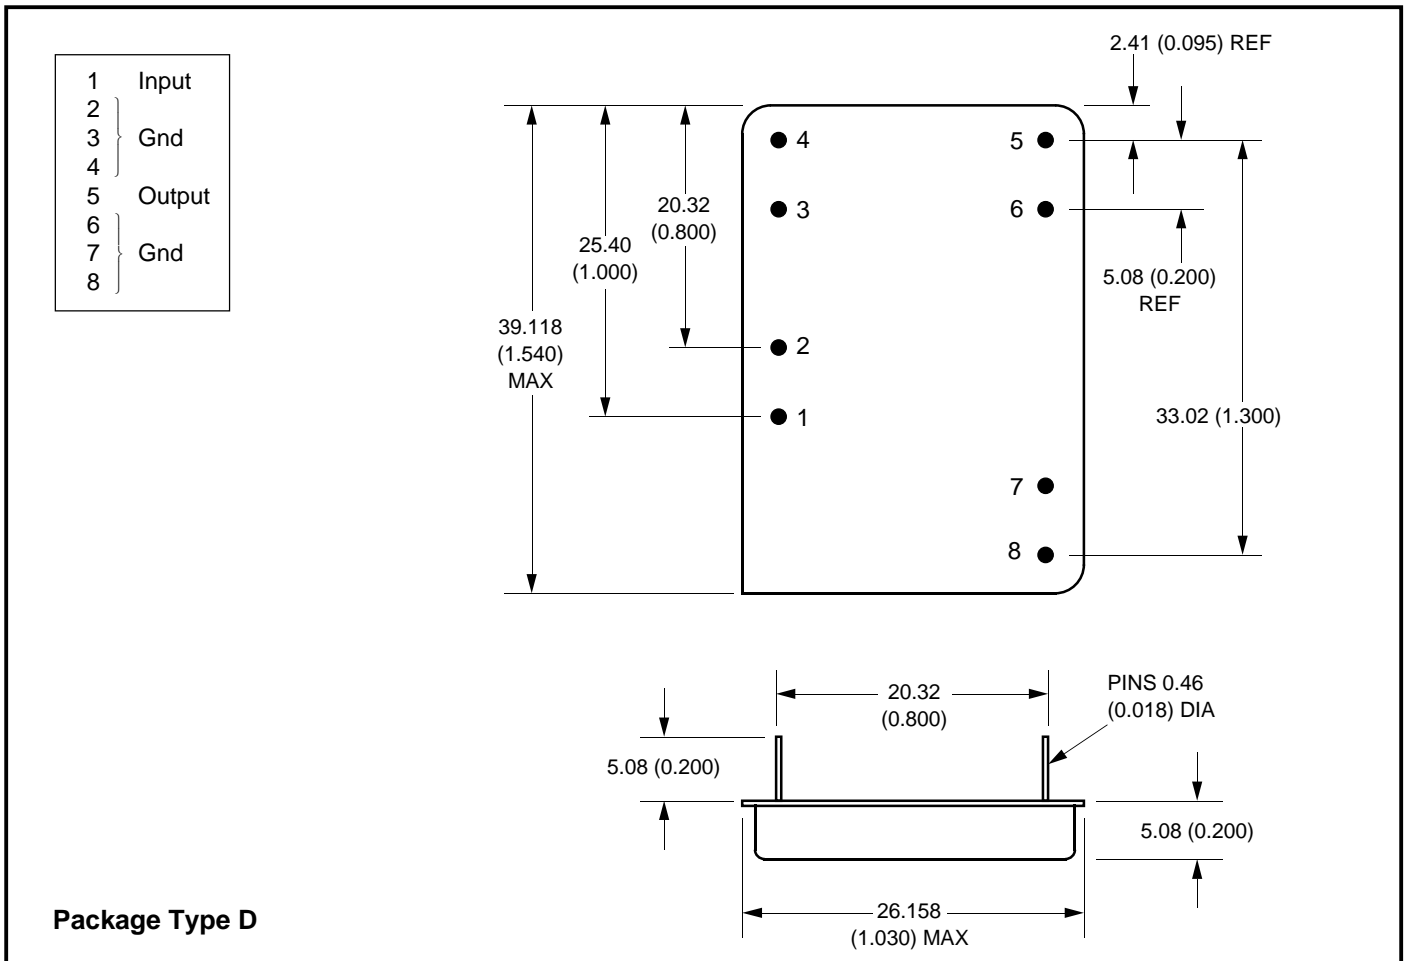 1 Input
2
3 Gnd
4
5 Output
6
7 Gnd
8
2.41 (0.095) REF
4
5
3
6
20.32
(0.800)
25.40
(1.000)
5.08 (0.200)
REF
39.118
(1.540)
MAX
2
1
33.02 (1.300)
7
8
20.32
(0.800)
PINS 0.46
(0.018) DIA
5.08 (0.200)
5.08 (0.200)
26.158
(1.030) MAX
Package Type D